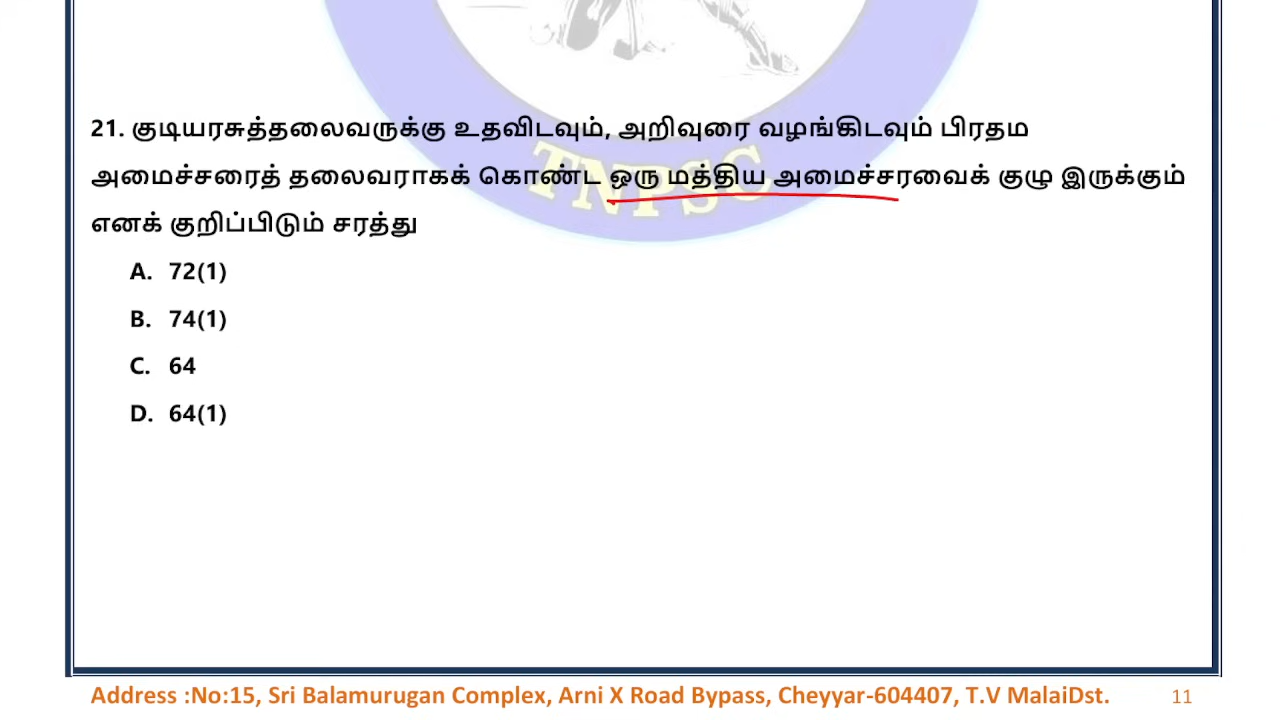 TNPSC
21. குடியரசுத்தலைவருக்கு உதவிடவும், அறிவுரை வழங்கிடவும் பிரதம
அமைச்சரைத் தலைவராகக் கொண்ட ஒரு மத்திய அமைச்சரவைக் குழு இருக்கும்
எனக் குறிப்பிடும் சரத்து
A. 72(1)
B. 74(1)
C. 64
D. 64(1)
Address :No:15, Sri Balamurugan Complex, Arni X Road Bypass, Cheyyar-604407, T.V MalaiDst. 11